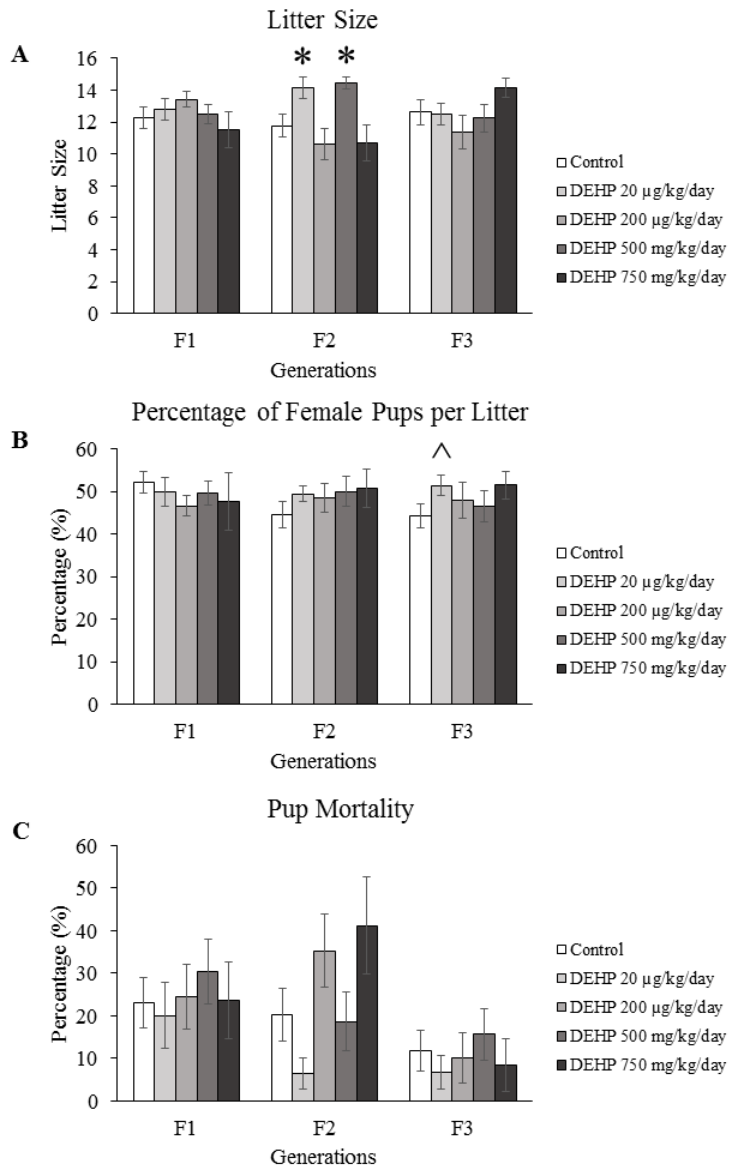 Litter Size
A
* *
16
14
12
10
8
6
4
2
0
Litter Size
F1 F2 F3
Generations
Control
DEHP 20 µg/kg/day
DEHP 200 µg/kg/day
DEHP 500 mg/kg/day
DEHP 750 mg/kg/day
Percentage of Female Pups per Litter
B
^
60
50
40
30
20
10
0
Percentage (%)
F1 F2 F3
Generations
Control
DEHP 20 µg/kg/day
DEHP 200 µg/kg/day
DEHP 500 mg/kg/day
DEHP 750 mg/kg/day
Pup Mortality
C
60
50
40
30
20
10
0
Percentage (%)
F1 F2 F3
Generations
Control
DEHP 20 µg/kg/day
DEHP 200 µg/kg/day
DEHP 500 mg/kg/day
DEHP 750 mg/kg/day